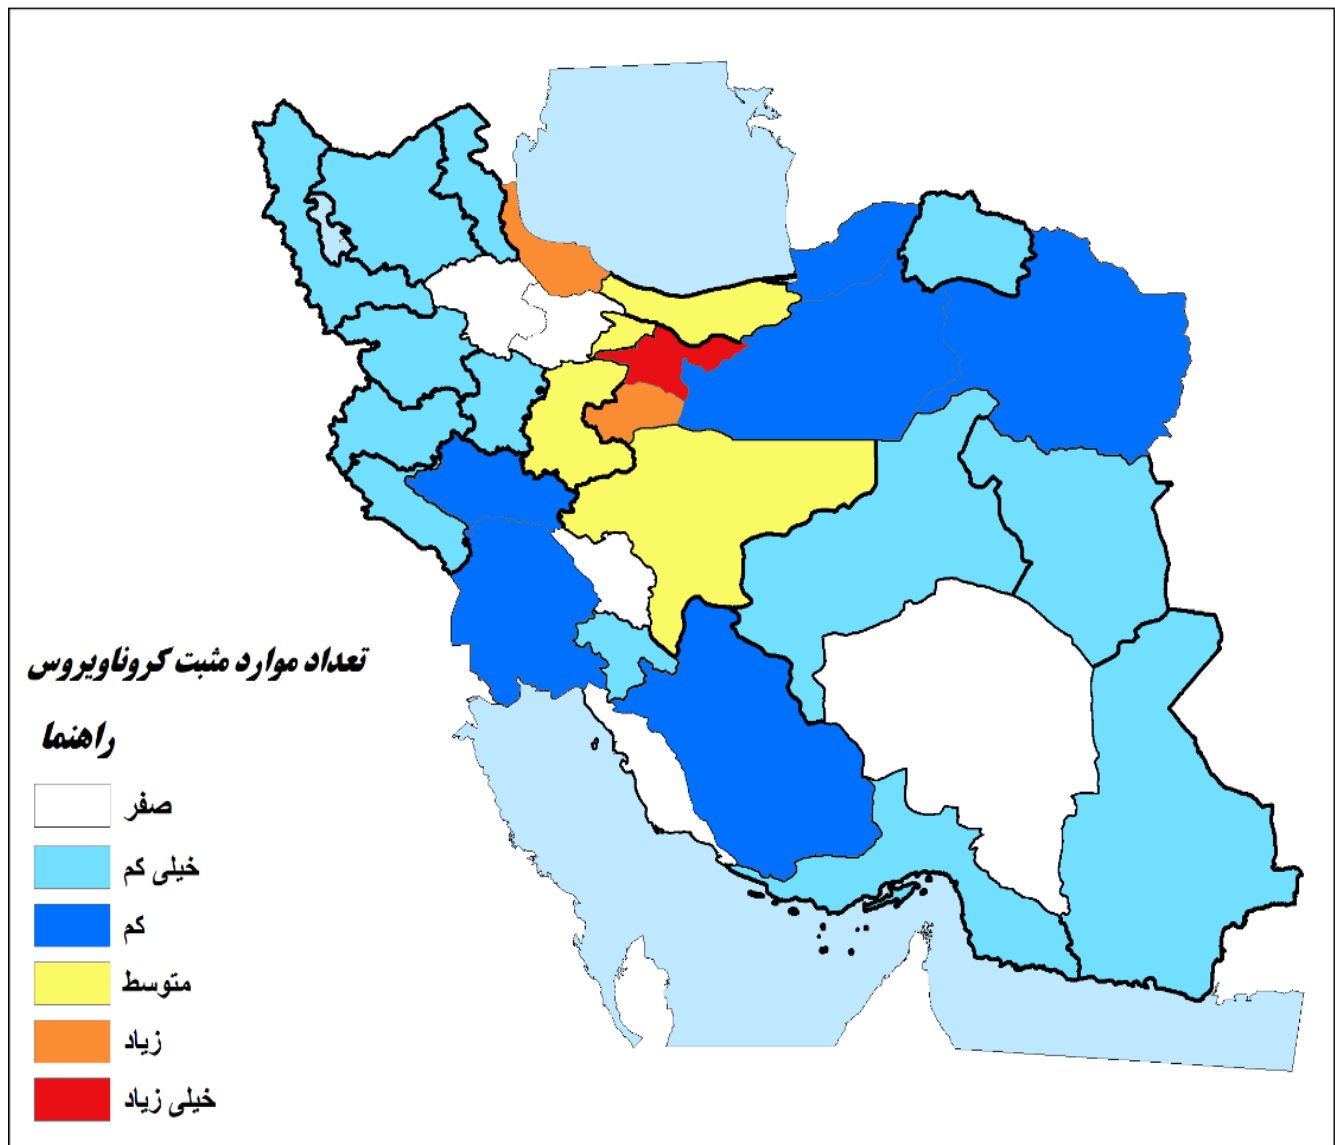 تعداد موارد مثبت کروناویروس
راهنما
صفر
خیلی کم
کم
متوسط
زیاد
خیلی زیاد